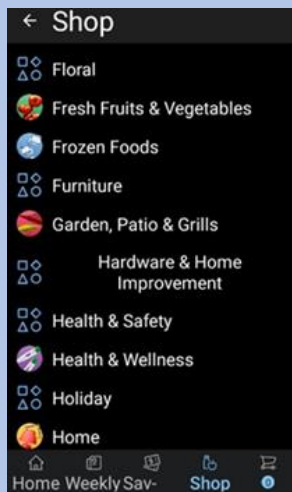 Shop
Floral
Fresh Fruits & Vegetables
Frozen Foods
Furniture
Garden, Patio & Grills
Hardware & Home
Improvement
Health & Safety
Health & Wellness
Holiday
Home
Home Weekly Sav- Shop 0